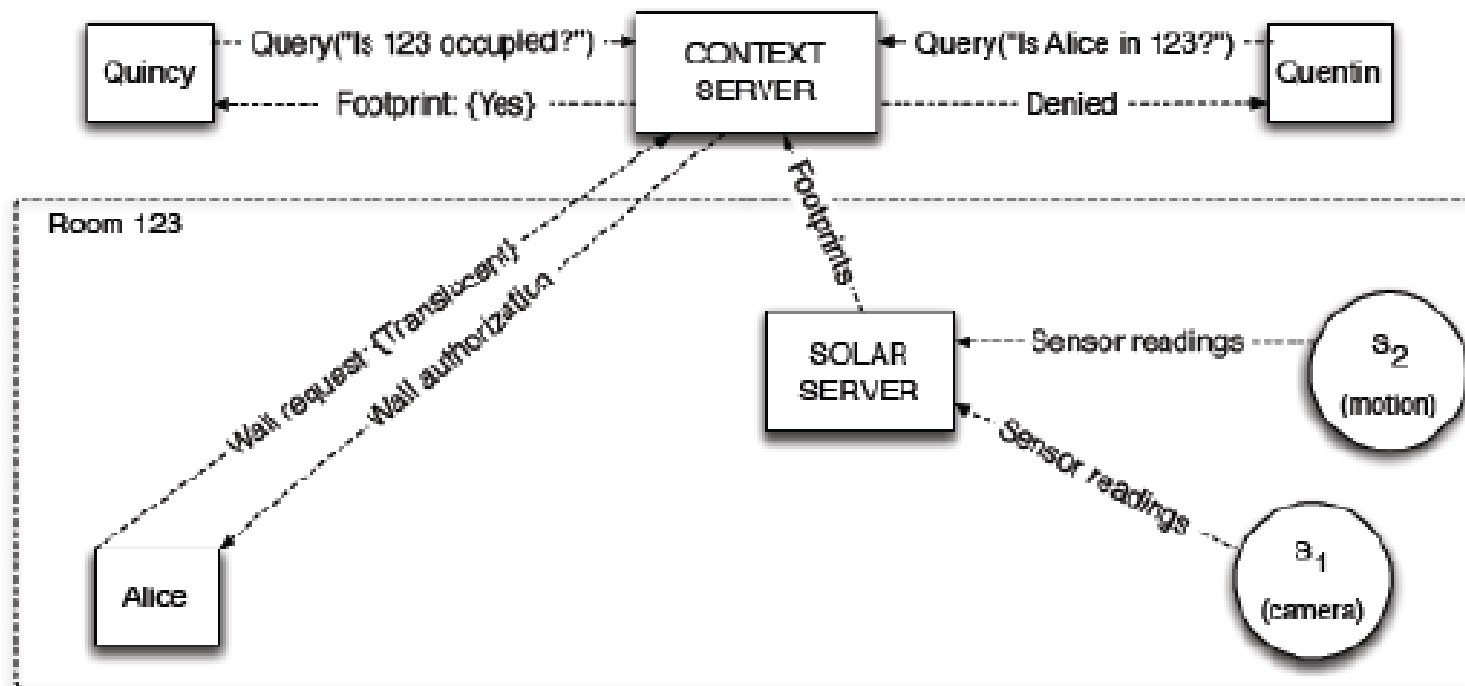 Quincy
Query("Is 123 occupied?")
Footprint: {Yes}
CONTEXT
SERVER
Query("Is Alice in 123?")
Denied
Quentin
Room 123
Wall request: {Translucent}
Wall authorization
Footprints
SOLAR
SERVER
Sensor readings
S2
(motion)
Sensor readings
S1
(camera)
Alice